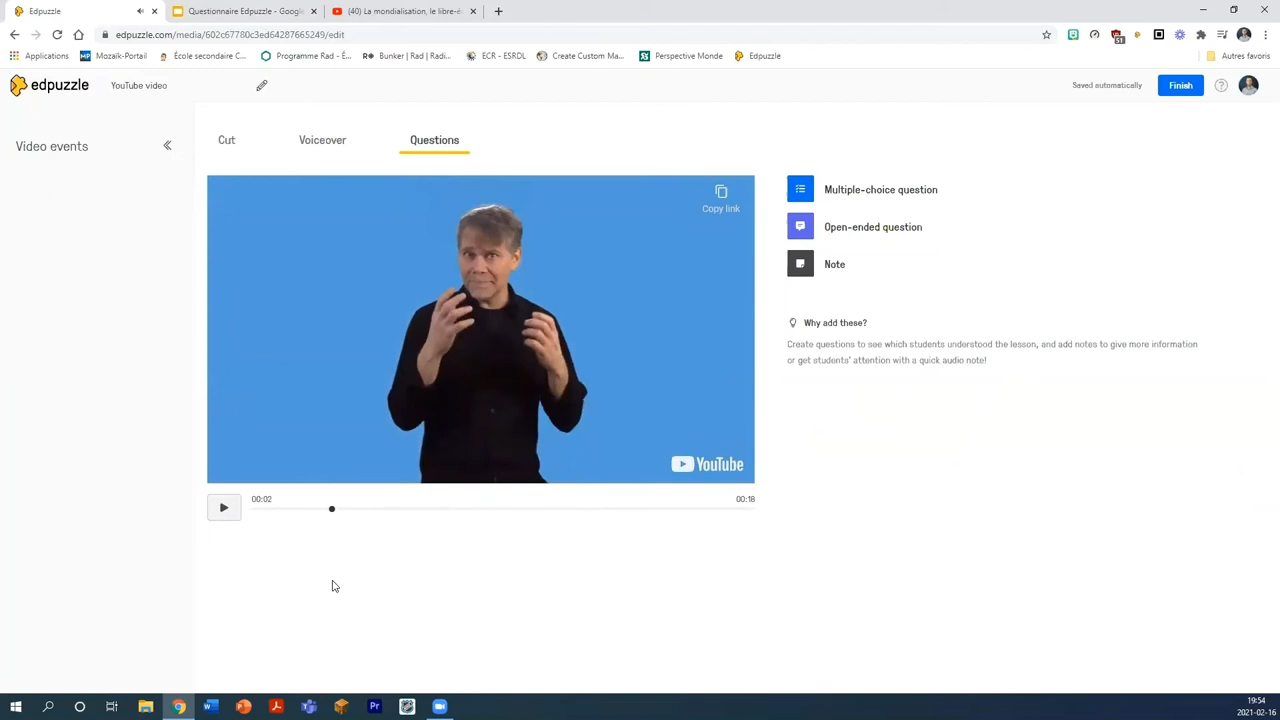 Edpuzzle
Questionnaire Edpuzzle - Google
(40) La mondialisation, le libre-é
edpuzzle.com/media/602c67780c3ed64287665249/edit
51
Applications
MP Mozaïk-Portail
École secondaire C...
Programme Rad - É...
R● Bunker | Rad | Radi...
ECR - ESRDL
Create Custom Ma...
Perspective Monde
Edpuzzle
Autres favoris
edpuzzle
YouTube video
Saved automatically
Finish
?
Video events
Cut
Voiceover
Questions
Copy link
YouTube
00:02
00:18
Multiple-choice question
Open-ended question
Note
Why add these?
Create questions to see which students understood the lesson, and add notes to give more information
or get students' attention with a quick audio note!
19:54
2021-02-16